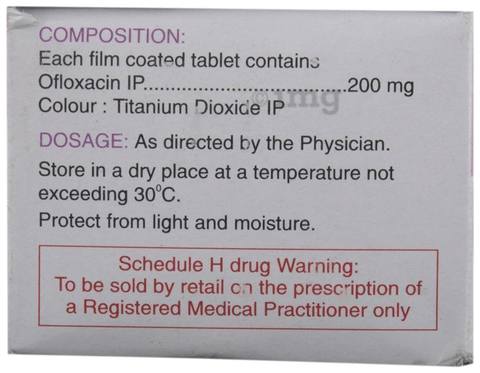 COMPOSITION:
Each film coated tablet contains
Ofloxacin IP......................................200 mg
Colour : Titanium Dioxide IP
DOSAGE: As directed by the Physician.
Store in a dry place at a temperature not
exceeding 30⁰C.
Protect from light and moisture.
Schedule H drug Warning:
To be sold by retail on the prescription of
a Registered Medical Practitioner only